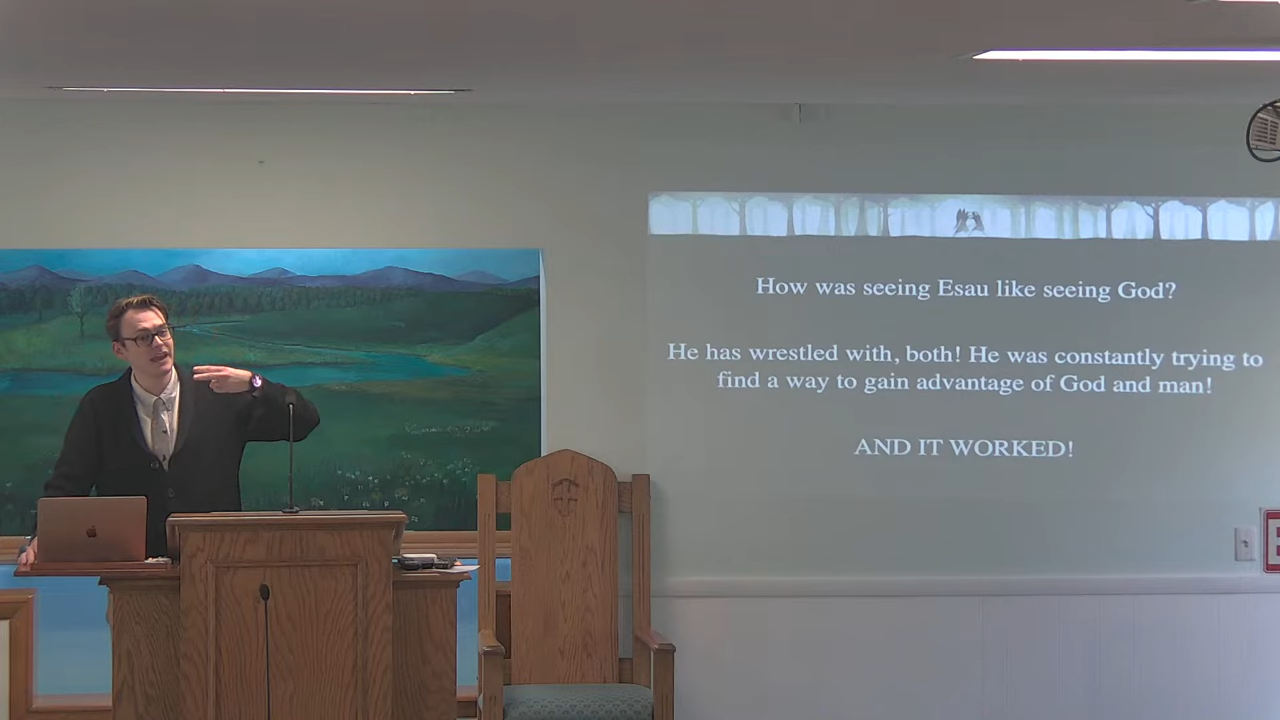 How was seeing Esau like seeing God?
He has wrestled with, both! He was constantly trying to
find a way to gain advantage of God and man!
AND IT WORKED!